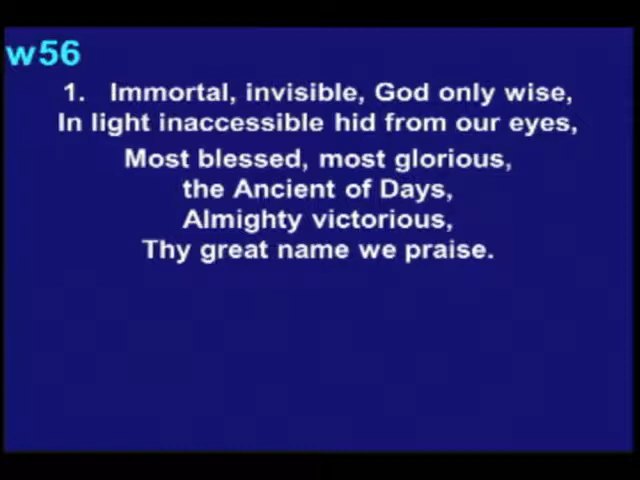 w56
1. Immortal, invisible, God only wise,
In light inaccessible hid from our eyes,
Most blessed, most glorious,
the Ancient of Days,
Almighty victorious,
Thy great name we praise.